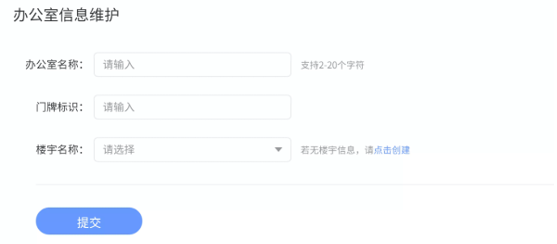 办公室信息维护
办公室名称： 请输入 支持2-20个字符
门牌标识： 请输入
楼宇名称： 请选择 若无楼宇信息，请点击创建
提交